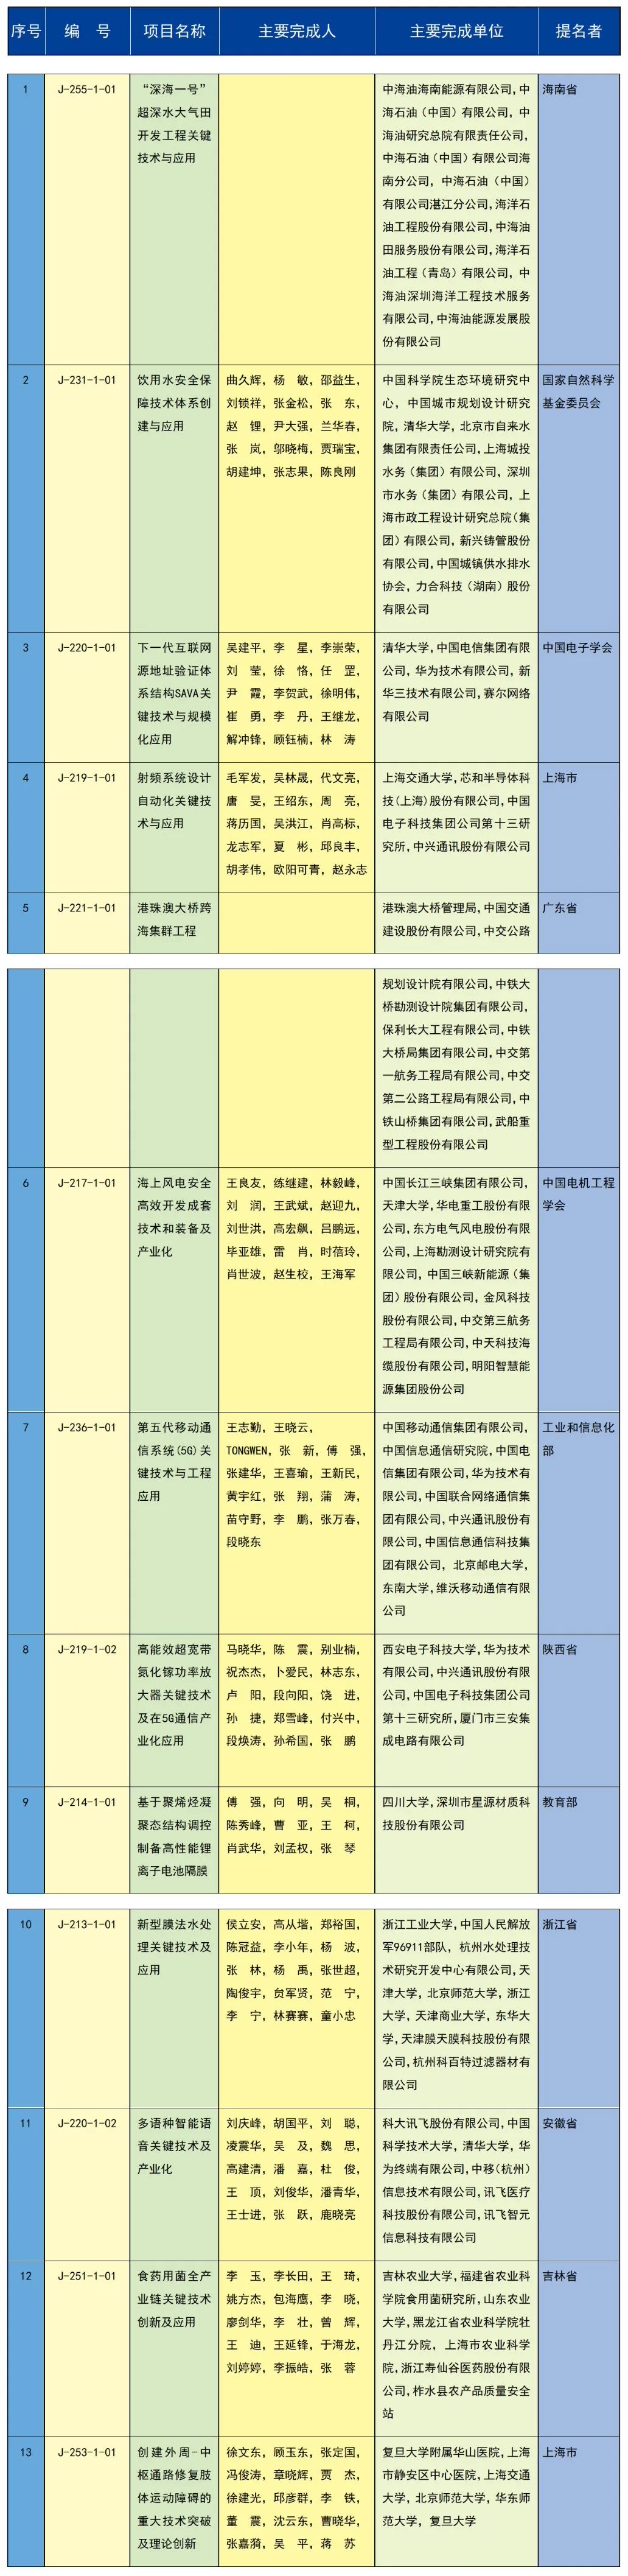 序号 编 号 项目名称 主要完成人 主要完成单位 提名者
1 J-255-1-01 “深海一号” 中海油海南能源有限公司,中 海南省
超深水大气田 海石油（中国）有限公司, 中
开发工程关键 海油研究总院有限责任公司,
技术与应用 中海石油（中国）有限公司海
南分公司, 中海石油（中国）
有限公司湛江分公司,海洋石
油工程股份有限公司,中海油
田服务股份有限公司,海洋石
油工程（青岛）有限公司, 中
海油深圳海洋工程技术服务
有限公司,中海油能源发展股
份有限公司
2 J-231-1-01 饮用水安全保 曲久辉, 杨 敏, 邵益生, 中国科学院生态环境研究中 国家自然科学
障技术体系创 刘锁祥, 张金松, 张 东, 心, 中国城市规划设计研究 基金委员会
建与应用 赵 锂, 尹大强, 兰华春, 院, 清华大学, 北京市自来水
张 岚, 邬晓梅, 贾瑞宝, 集团有限责任公司,上海城投
胡建坤, 张志果, 陈良刚 水务（集团）有限公司, 深圳
市水务（集团）有限公司, 上
海市政工程设计研究总院(集
团)有限公司, 新兴铸管股份
有限公司,中国城镇供水排水
协会, 力合科技（湖南）股份
有限公司
3 J-220-1-01 下一代互联网 吴建平, 李 星, 李崇荣, 清华大学,中国电信集团有限 中国电子学会
源地址验证体 刘 莹, 徐 恪, 任 罡, 公司, 华为技术有限公司, 新
系结构SAVA关 尹 霞, 李贺武, 徐明伟, 华三技术有限公司,赛尔网络
键技术与规模 崔 勇, 李 丹, 王继龙, 有限公司
化应用 解冲锋, 顾钰楠, 林 涛
4 J-219-1-01 射频系统设计 毛军发, 吴林晟, 代文亮, 上海交通大学,芯和半导体科 上海市
自动化关键技 唐 旻, 王绍东, 周 亮, 技(上海)股份有限公司,中国
术与应用 蒋历国, 吴洪江, 肖高标, 电子科技集团公司第十三研
龙志军, 夏 彬, 邱良丰, 究所,中兴通讯股份有限公司
胡孝伟, 欧阳可青, 赵永志
5 J-221-1-01 港珠澳大桥跨 港珠澳大桥管理局,中国交通 广东省
海集群工程 建设股份有限公司,中交公路
规划设计院有限公司,中铁大
桥勘测设计院集团有限公司,
保利长大工程有限公司,中铁
大桥局集团有限公司,中交第
一航务工程局有限公司,中交
第二公路工程局有限公司,中
铁山桥集团有限公司,武船重
型工程股份有限公司
6 J-217-1-01 海上风电安全 王良友, 练继建, 林毅峰, 中国长江三峡集团有限公司, 中国电机工程
高效开发成套 刘 润, 王武斌, 赵迎九, 天津大学,华电重工股份有限 学会
技术和装备及 刘世洪, 高宏飙, 吕鹏远, 公司,东方电气风电股份有限
产业化 毕亚雄, 雷 肖, 时蓓玲, 公司,上海勘测设计研究院有
肖世波, 赵生校, 王海军 限公司, 中国三峡新能源（集
团）股份有限公司, 金风科技
股份有限公司,中交第三航务
工程局有限公司,中天科技海
缆股份有限公司,明阳智慧能
源集团股份公司
7 J-236-1-01 第五代移动通 王志勤, 王晓云, 中国移动通信集团有限公司, 工业和信息化
信系统(5G)关 TONGWEN, 张 新, 傅 强, 中国信息通信研究院,中国电 部
键技术与工程 张建华, 王喜瑜, 王新民, 信集团有限公司,华为技术有
应用 黄宇红, 张 翔, 蒲 涛, 限公司,中国联合网络通信集
苗守野, 李 鹏, 张万春, 团有限公司,中兴通讯股份有
段晓东 限公司,中国信息通信科技集
团有限公司, 北京邮电大学,
东南大学,维沃移动通信有限
公司
8 J-219-1-02 高能效超宽带 马晓华, 陈 震, 别业楠, 西安电子科技大学,华为技术 陕西省
氮化镓功率放 祝杰杰, 卜爱民, 林志东, 有限公司,中兴通讯股份有限
大器关键技术 卢 阳, 段向阳, 饶 进, 公司,中国电子科技集团公司
及在5G通信产 孙 捷, 郑雪峰, 付兴中, 第十三研究所,厦门市三安集
业化应用 段焕涛, 孙希国, 张 鹏 成电路有限公司
9 J-214-1-01 基于聚烯烃凝 傅 强, 向 明, 吴 桐, 四川大学,深圳市星源材质科 教育部
聚态结构调控 陈秀峰, 曹 亚, 王 柯, 技股份有限公司
制备高性能锂 肖武华, 刘孟权, 张 琴
离子电池隔膜
10 J-213-1-01 新型膜法水处 侯立安, 高从堦, 郑裕国, 浙江工业大学,中国人民解放 浙江省
理关键技术及 陈冠益, 李小年, 杨 波, 军96911部队, 杭州水处理技
应用 张 林, 杨 禹, 张世超, 术研究开发中心有限公司,天
陶俊宇, 贠军贤, 范 宁, 津大学, 北京师范大学, 浙江
李 宁, 林赛赛, 童小忠 大学, 天津商业大学, 东华大
学,天津膜天膜科技股份有限
公司,杭州科百特过滤器材有
限公司
11 J-220-1-02 多语种智能语 刘庆峰, 胡国平, 刘 聪, 科大讯飞股份有限公司,中国 安徽省
音关键技术及 凌震华, 吴 及, 魏 思, 科学技术大学, 清华大学, 华
产业化 高建清, 潘 嘉, 杜 俊, 为终端有限公司,中移(杭州)
王 顶, 刘俊华, 潘青华, 信息技术有限公司,讯飞医疗
王士进, 张 跃, 鹿晓亮 科技股份有限公司,讯飞智元
信息科技有限公司
12 J-251-1-01 食药用菌全产 李 玉, 李长田, 王 琦, 吉林农业大学,福建省农业科 吉林省
业链关键技术 姚方杰, 包海鹰, 李 晓, 学院食用菌研究所,山东农业
创新及应用 廖剑华, 李 壮, 曾 辉, 大学,黑龙江省农业科学院牡
王 迪, 王延锋, 于海龙, 丹江分院, 上海市农业科学
刘婷婷, 李振皓, 张 蓉 院,浙江寿仙谷医药股份有限
公司,柞水县农产品质量安全
站
13 J-253-1-01 创建外周-中 徐文东, 顾玉东, 张定国, 复旦大学附属华山医院,上海 上海市
枢通路修复肢 冯俊涛, 章晓辉, 贾 杰, 市静安区中心医院,上海交通
体运动障碍的 徐建光, 邱彦群, 李 铁, 大学, 北京师范大学, 华东师
重大技术突破 董 震, 沈云东, 曹晓华, 范大学, 复旦大学
及理论创新 张嘉漪, 吴 平, 蒋 苏